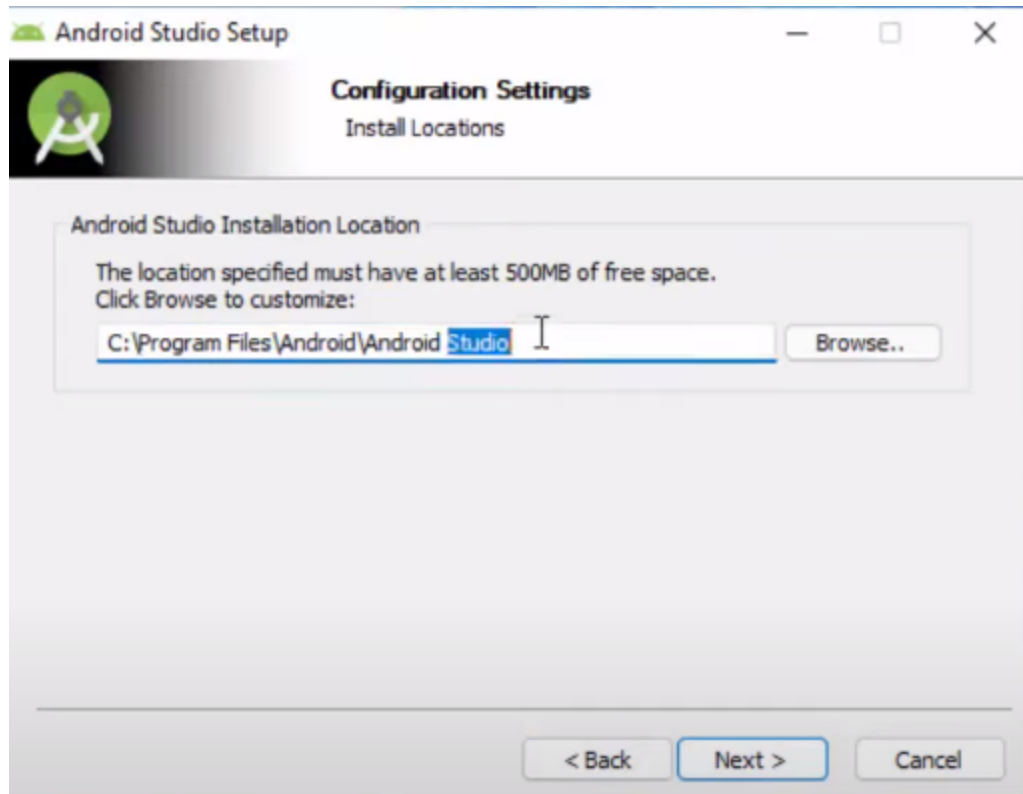 Android Studio Setup
Configuration Settings
Install Locations
Android Studio Installation Location
The location specified must have at least 500MB of free space.
Click Browse to customize:
C:\Program Files\Android\Android Studio
Browse..
< Back
Next >
Cancel